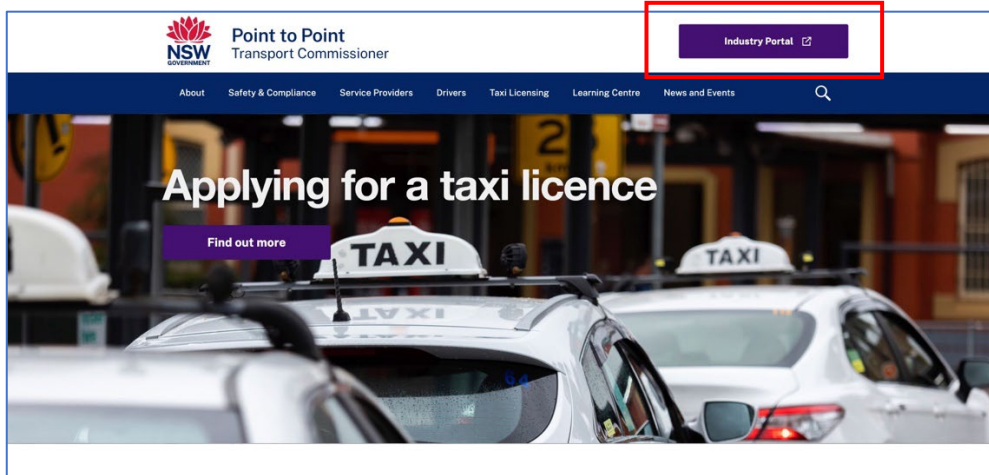 NSW
GOVERNMENT
Point to Point
Transport Commissioner
Industry Portal
About Safety & Compliance Service Providers Drivers Taxi Licensing Learning Centre News and Events
2
Applying for a taxi licence
Find out more
TAXI
TAXI